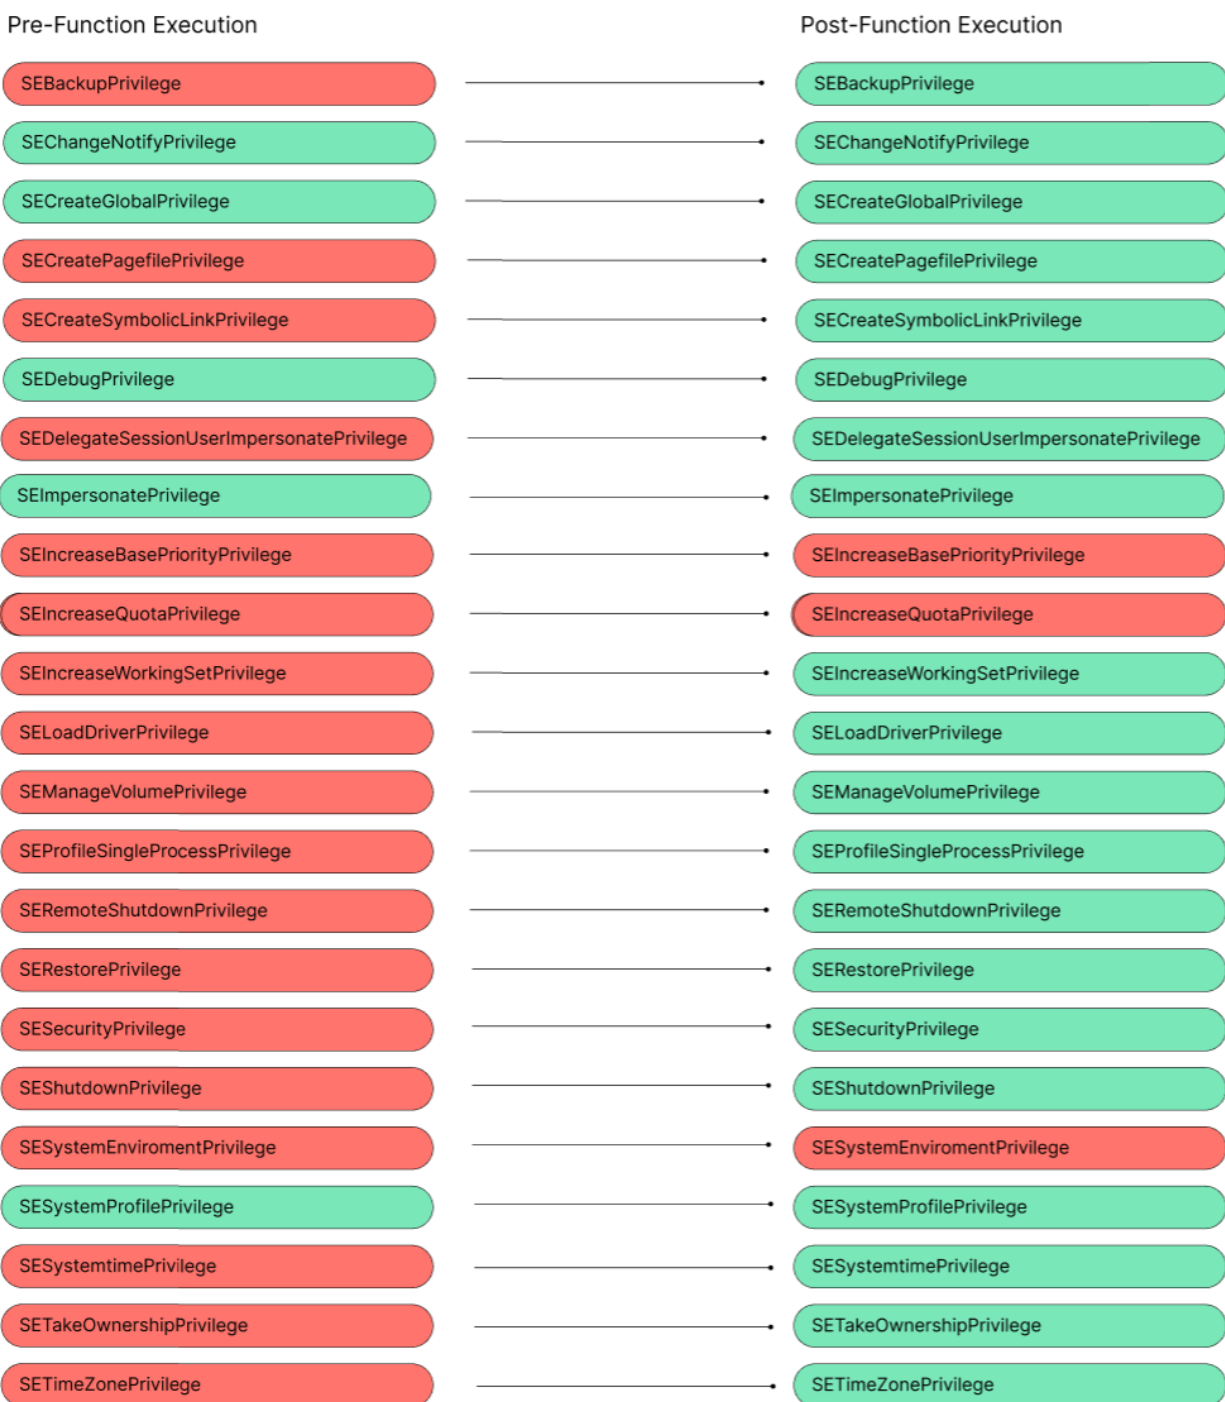 Pre-Function Execution Post-Function Execution
SEBackupPrivilege SEBackupPrivilege
SEChangeNotifyPrivilege SEChangeNotifyPrivilege
SECreateGlobalPrivilege SECreateGlobalPrivilege
SECreatePagefilePrivilege SECreatePagefilePrivilege
SECreateSymbolicLinkPrivilege SECreateSymbolicLinkPrivilege
SEDebugPrivilege SEDebugPrivilege
SEDelegateSessionUserImpersonatePrivilege SEDelegateSessionUserImpersonatePrivilege
SEImpersonatePrivilege SEImpersonatePrivilege
SEIncreaseBasePriorityPrivilege SEIncreaseBasePriorityPrivilege
SEIncreaseQuotaPrivilege SEIncreaseQuotaPrivilege
SEIncreaseWorkingSetPrivilege SEIncreaseWorkingSetPrivilege
SELoadDriverPrivilege SELoadDriverPrivilege
SEManageVolumePrivilege SEManageVolumePrivilege
SEProfileSingleProcessPrivilege SEProfileSingleProcessPrivilege
SERemoteShutdownPrivilege SERemoteShutdownPrivilege
SERestorePrivilege SERestorePrivilege
SESecurityPrivilege SESecurityPrivilege
SEShutdownPrivilege SEShutdownPrivilege
SESystemEnviromentPrivilege SESystemEnviromentPrivilege
SESystemProfilePrivilege SESystemProfilePrivilege
SESystemtimePrivilege SESystemtimePrivilege
SETakeOwnershipPrivilege SETakeOwnershipPrivilege
SETimeZonePrivilege SETimeZonePrivilege